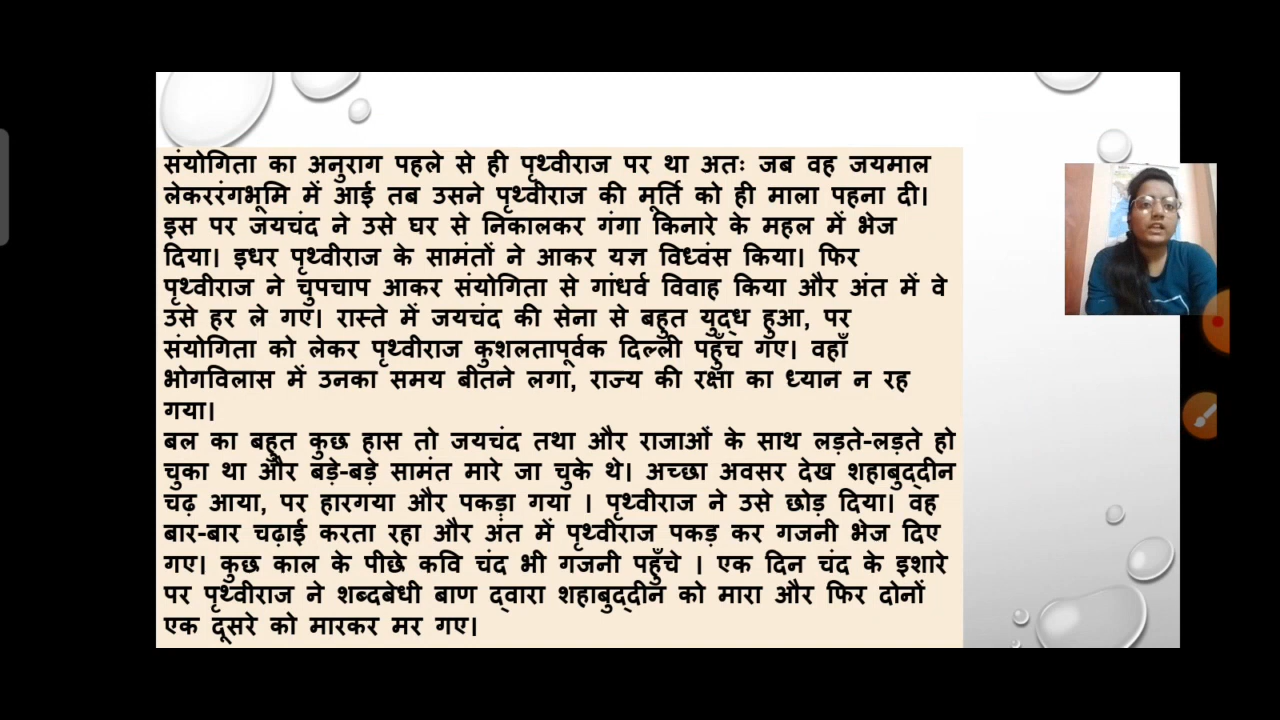 संयोगिता का अनुराग पहले से ही पृथ्वीराज पर था अतः जब वह जयमाल
लेकररंगभूमि में आई तब उसने पृथ्वीराज की मूर्ति को ही माला पहना दी।
इस पर जयचंद ने उसे घर से निकालकर गंगा किनारे के महल में भेज
दिया। इधर पृथ्वीराज के सामंतों ने आकर यज्ञ विध्वंस किया। फिर
पृथ्वीराज ने चुपचाप आकर संयोगिता से गांधर्व विवाह किया और अंत में वे
उसे हर ले गए। रास्ते में जयचंद की सेना से बहुत युद्ध हुआ, पर
संयोगिता को लेकर पृथ्वीराज कुशलतापूर्वक दिल्ली पहुँच गए। वहाँ
भोगविलास में उनका समय बीतने लगा, राज्य की रक्षा का ध्यान न रह
गया।
बल का बहुत कुछ हास तो जयचंद तथा और राजाओं के साथ लड़ते-लड़ते हो
चुका था और बड़े-बड़े सामंत मारे जा चुके थे। अच्छा अवसर देख शहाबुद्दीन
चढ़ आया, पर हारगया और पकड़ा गया । पृथ्वीराज ने उसे छोड़ दिया। वह
बार-बार चढ़ाई करता रहा और अंत में पृथ्वीराज पकड़ कर गजनी भेज दिए
गए। कुछ काल के पीछे कवि चंद भी गजनी पहुँचे । एक दिन चंद के इशारे
पर पृथ्वीराज ने शब्दबेधी बाण द्वारा शहाबुद्दीन को मारा और फिर दोनों
एक दूसरे को मारकर मर गए।